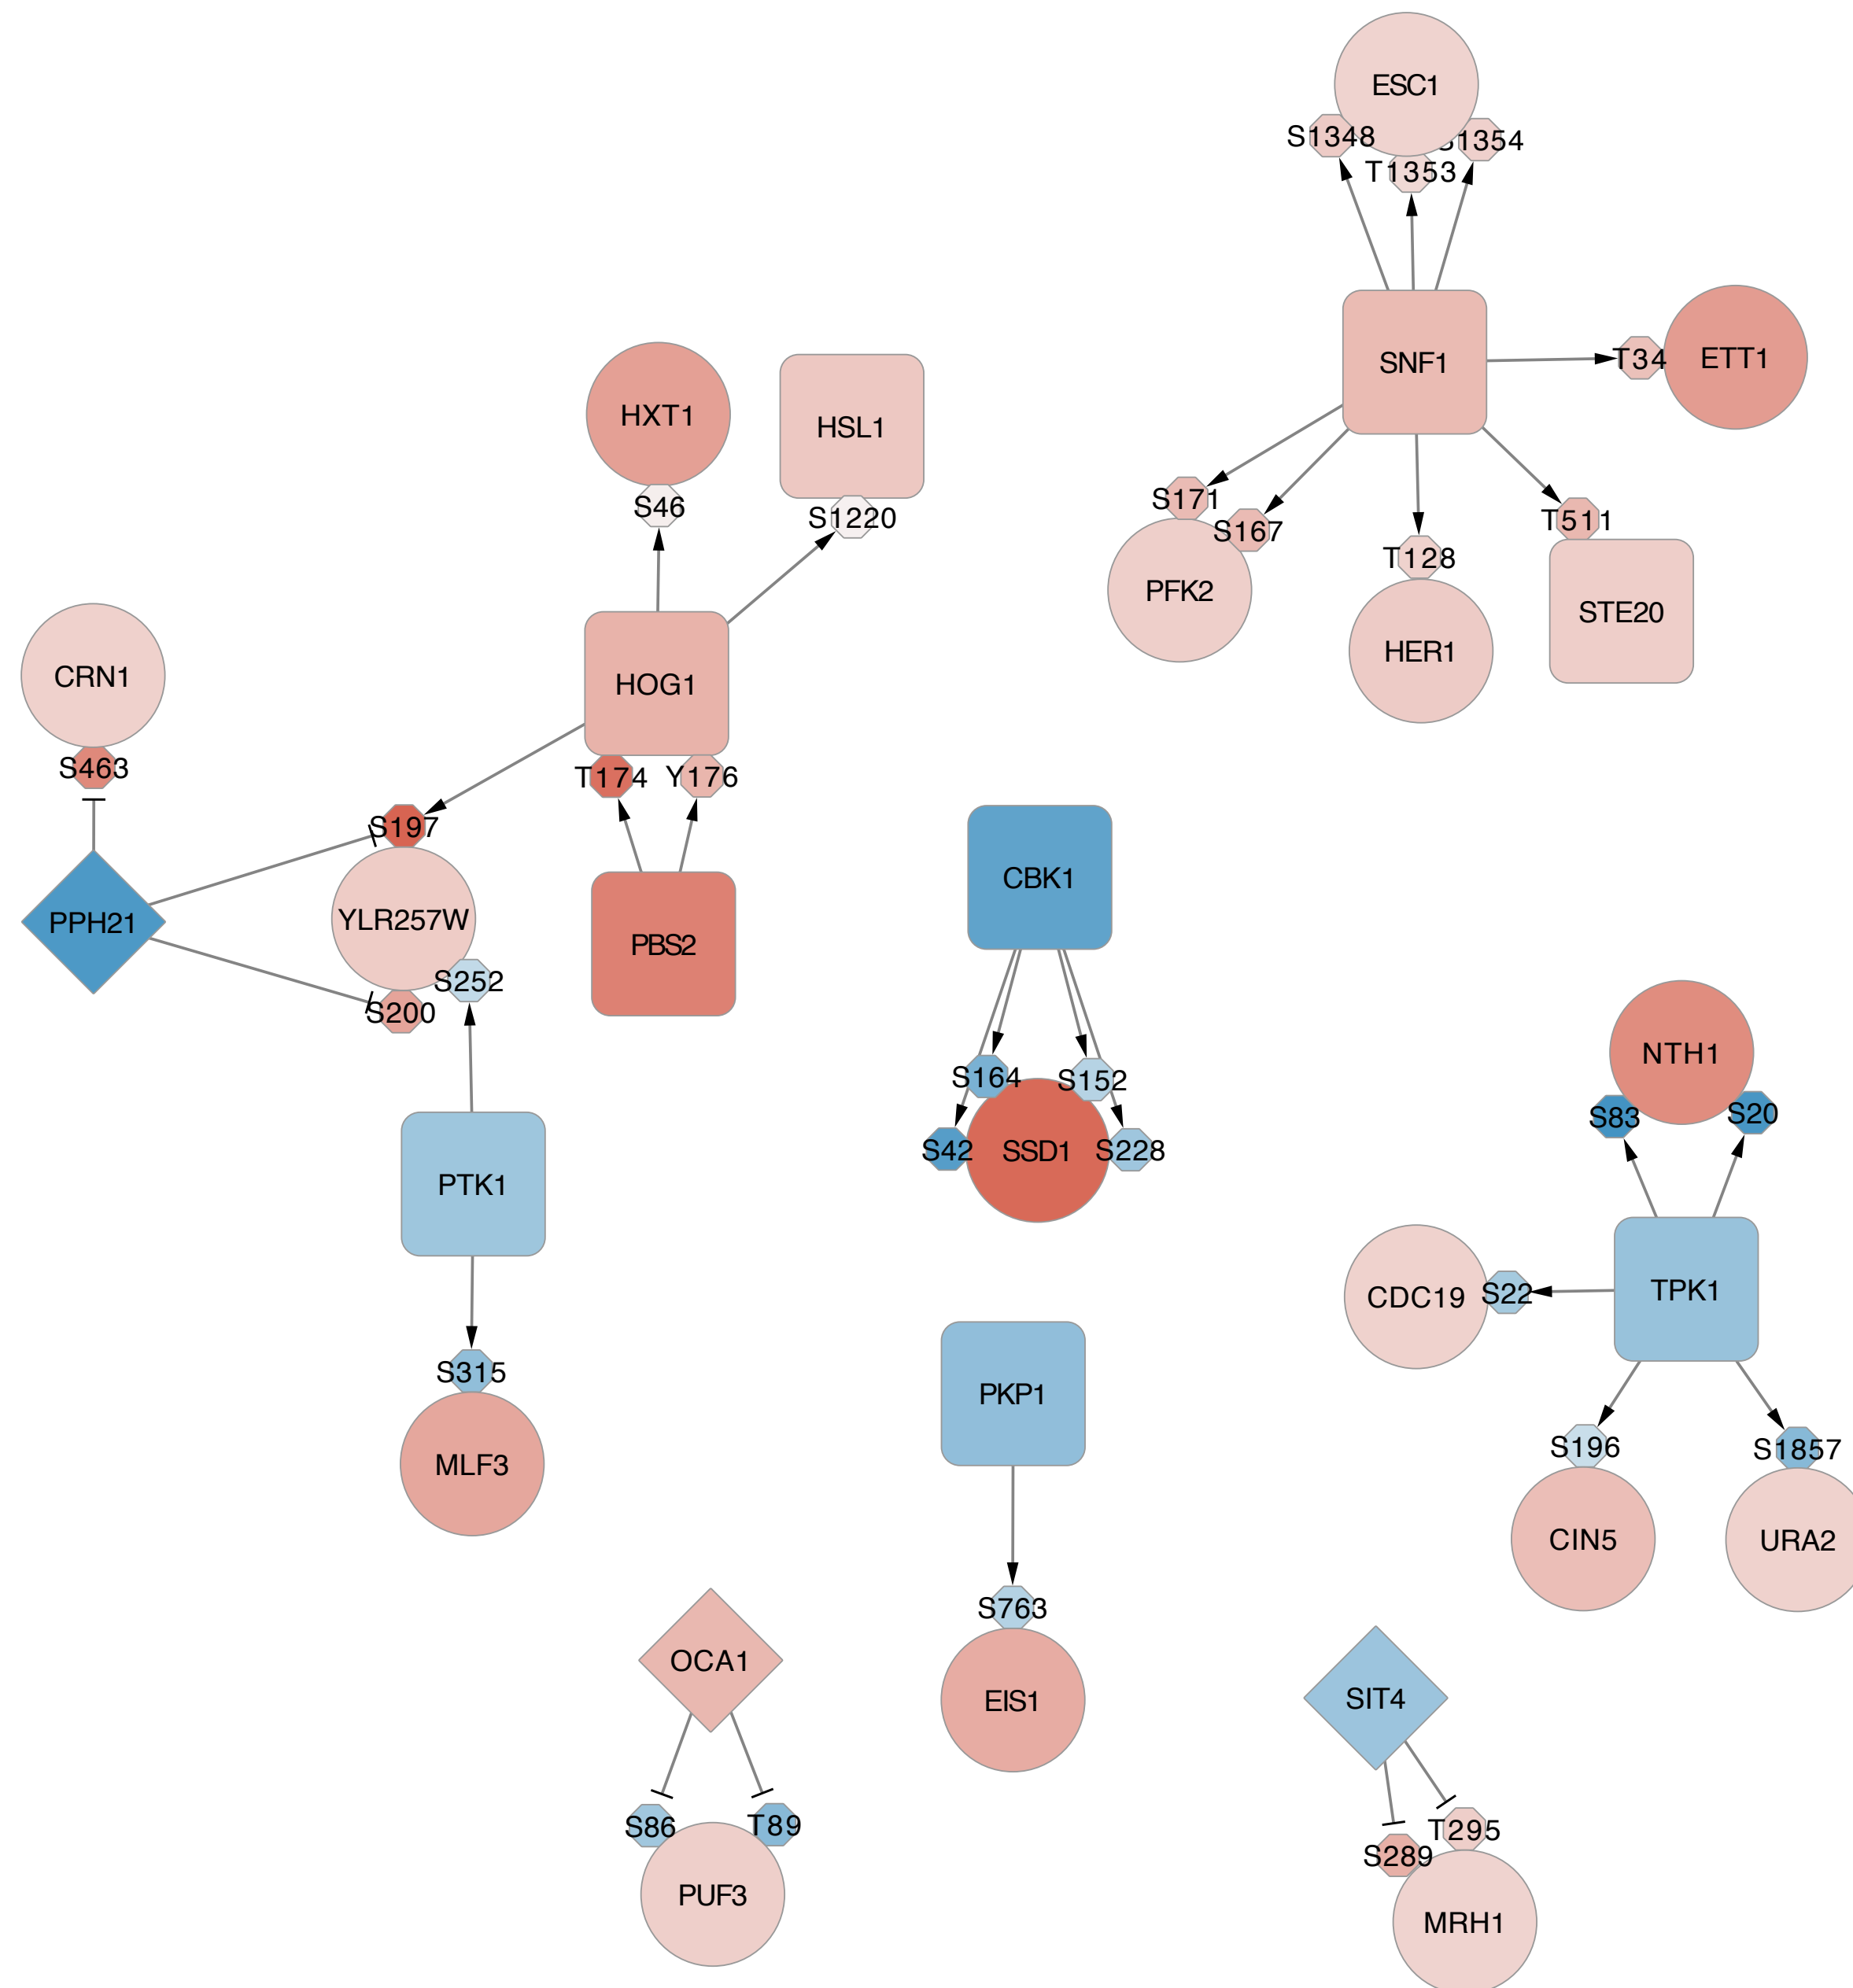 ESC1
S1348
S1354
T1353
SNF1
T34
ETT1
HXT1
HSL1
S46
S1220
S171
S167
T511
T128
PFK2
STE20
HER1
CRN1
HOG1
S463
T174
Y176
S197
CBK1
PPH21
YLR257W
PBS2
S252
S200
NTH1
S164
S152
S83
S20
S42
SSD1
S228
PTK1
CDC19
S22
TPK1
S315
PKP1
S196
S1857
MLF3
CIN5
URA2
S763
OCA1
EIS1
SIT4
S86
T89
T295
S289
PUF3
MRH1